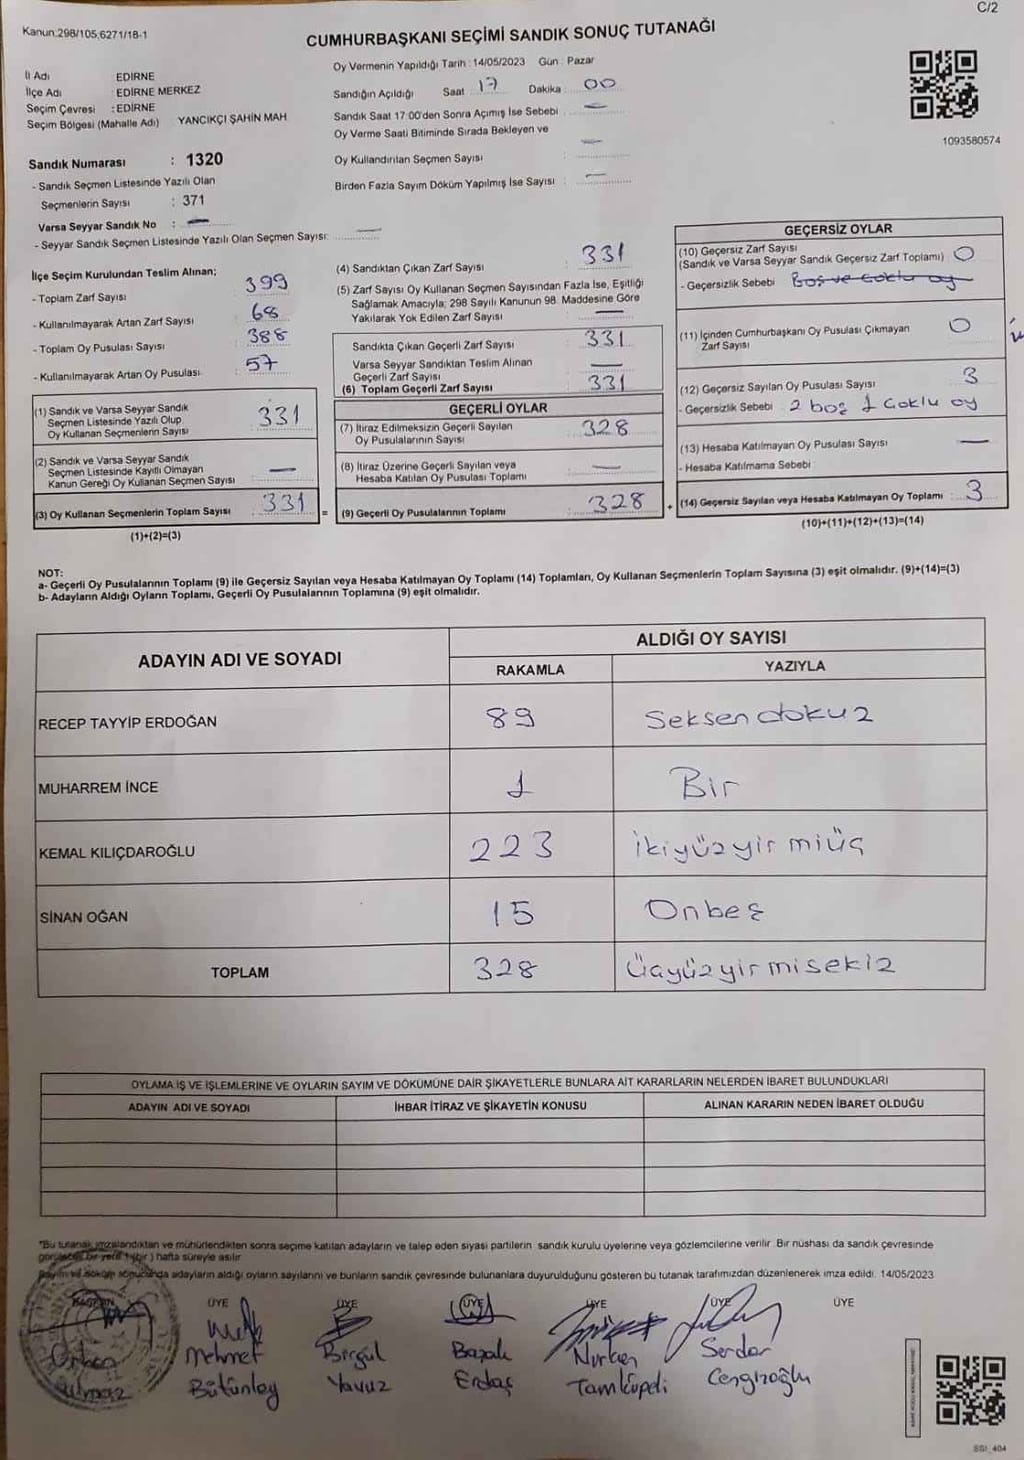 C/2
Kanun:298/105;6271/18-1
CUMHURBAŞKANI SEÇİMİ SANDIK SONUÇ TUTANAĞI
İl Adı EDİRNE
İlçe Adı : EDİRNE MERKEZ
Seçim Çevresi : EDİRNE
Seçim Bölgesi (Mahalle Adı) YANCIKÇI ŞAHİN MAH
Sandık Numarası : 1320
- Sandık Seçmen Listesinde Yazılı Olan
Seçmenlerin Sayısı : 371
Varsa Seyyar Sandık No : —
- Seyyar Sandık Seçmen Listesinde Yazılı Olan Seçmen Sayısı: —
Oy Vermenin Yapıldığı Tarih : 14/05/2023 Gün : Pazar
Sandığın Açıldığı Saat 17 Dakika 00
Sandık Saat 17:00'den Sonra Açımış İse Sebebi : —
Oy Verme Saati Bitiminde Sırada Bekleyen ve
Oy Kullandırılan Seçmen Sayısı : —
Birden Fazla Sayım Döküm Yapılmış İse Sayısı : —
1093580574
İlçe Seçim Kurulundan Teslim Alınan;
- Toplam Zarf Sayısı : 399
- Kullanılmayarak Artan Zarf Sayısı : 68
- Toplam Oy Pusulası Sayısı : 388
- Kullanılmayarak Artan Oy Pusulası : 57
(1) Sandık ve Varsa Seyyar Sandık
Seçmen Listesinde Yazılı Olup
Oy Kullanan Seçmenlerin Sayısı : 331
(2) Sandık ve Varsa Seyyar Sandık
Seçmen Listesinde Kayıtlı Olmayan
Kanun Gereği Oy Kullanan Seçmen Sayısı : —
(3) Oy Kullanan Seçmenlerin Toplam Sayısı : 331
(1)+(2)=(3)
=
(4) Sandıktan Çıkan Zarf Sayısı : 331
(5) Zarf Sayısı Oy Kullanan Seçmen Sayısından Fazla İse, Eşitliği
Sağlamak Amacıyla; 298 Sayılı Kanunun 98. Maddesine Göre
Yakılarak Yok Edilen Zarf Sayısı : —
Sandıkta Çıkan Geçerli Zarf Sayısı : 331
Varsa Seyyar Sandıktan Teslim Alınan
Geçerli Zarf Sayısı : —
(6) Toplam Geçerli Zarf Sayısı : 331
GEÇERLİ OYLAR
(7) İtiraz Edilmeksizin Geçerli Sayılan
Oy Pusulalarının Sayısı : 328
(8) İtiraz Üzerine Geçerli Sayılan veya
Hesaba Katılan Oy Pusulası Toplamı : —
(9) Geçerli Oy Pusulalarının Toplamı : 328
+
GEÇERSİZ OYLAR
(10) Geçersiz Zarf Sayısı
(Sandık ve Varsa Seyyar Sandık Geçersiz Zarf Toplamı) : 0
- Geçersizlik Sebebi : Boş ve çoklu oy
(11) İçinden Cumhurbaşkanı Oy Pusulası Çıkmayan
Zarf Sayısı : 0
(12) Geçersiz Sayılan Oy Pusulası Sayısı : 3
- Geçersizlik Sebebi : 2 boş 1 Çoklu oy
(13) Hesaba Katılmayan Oy Pusulası Sayısı : —
- Hesaba Katılmama Sebebi :
(14) Geçersiz Sayılan veya Hesaba Katılmayan Oy Toplamı : 3
(10)+(11)+(12)+(13)=(14)
NOT:
a- Geçerli Oy Pusulalarının Toplamı (9) ile Geçersiz Sayılan veya Hesaba Katılmayan Oy Toplamı (14) Toplamları, Oy Kullanan Seçmenlerin Toplam Sayısına (3) eşit olmalıdır. (9)+(14)=(3)
b- Adayların Aldığı Oyların Toplamı, Geçerli Oy Pusulalarının Toplamına (9) eşit olmalıdır.
ADAYIN ADI VE SOYADI
ALDIĞI OY SAYISI
RAKAMLA YAZIYLA
RECEP TAYYİP ERDOĞAN 89 Seksendokuz
MUHARREM İNCE 1 Bir
KEMAL KILIÇDAROĞLU 223 ikiyüzyirmiüç
SİNAN OĞAN 15 Onbeş
TOPLAM 328 Üçyüzyirmisekiz
OYLAMA İŞ VE İŞLEMLERİNE VE OYLARIN SAYIM VE DÖKÜMÜNE DAİR ŞİKAYETLERLE BUNLARA AİT KARARLARIN NELERDEN İBARET BULUNDUKLARI
ADAYIN ADI VE SOYADI İHBAR İTİRAZ VE ŞİKAYETİN KONUSU ALINAN KARARIN NEDEN İBARET OLDUĞU
"Bu tutanak imzalandıktan ve mühürlendikten sonra seçime katılan adayların ve talep eden siyasi partilerin sandık kurulu üyelerine veya gözlemcilerine verilir. Bir nüshası da sandık çevresinde
görülecek bir yere 1 (bir ) hafta süreyle asılır.
Sayım ve döküm sonucunda adayların aldığı oyların sayılarını ve bunların sandık çevresinde bulunanlara duyurulduğunu gösteren bu tutanak tarafımızdan düzenlenerek imza edildi. 14/05/2023
BAŞKAN ÜYE ÜYE ÜYE ÜYE ÜYE ÜYE
Orhan Mehmet Birgül Başak Nurhan Serdar
Yılmaz Bütünlay Yavuz Erdaş Tamküpeli Cengizoğlu
SSI_404